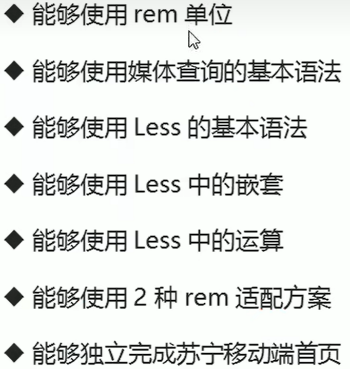 ◆ 能够使用 rem 单位
◆ 能够使用媒体查询的基本语法
◆ 能够使用 Less 的基本语法
◆ 能够使用 Less 中的嵌套
◆ 能够使用 Less 中的运算
◆ 能够使用 2 种 rem 适配方案
◆ 能够独立完成苏宁移动端首页